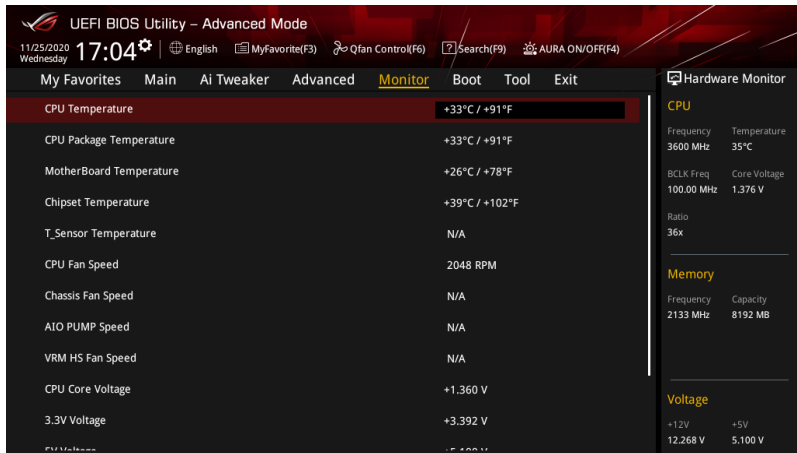 UEFI BIOS Utility – Advanced Mode
11/25/2020
Wednesday
17:04
English
MyFavorite(F3)
Qfan Control(F6)
? Search(F9)
AURA ON/OFF(F4)
My Favorites Main Ai Tweaker Advanced Monitor Boot Tool Exit
Hardware Monitor
CPU Temperature +33°C / +91°F
CPU Package Temperature +33°C / +91°F
MotherBoard Temperature +26°C / +78°F
Chipset Temperature +39°C / +102°F
T_Sensor Temperature N/A
CPU Fan Speed 2048 RPM
Chassis Fan Speed N/A
AIO PUMP Speed N/A
VRM HS Fan Speed N/A
CPU Core Voltage +1.360 V
3.3V Voltage +3.392 V
CPU
Frequency Temperature
3600 MHz 35°C
BCLK Freq Core Voltage
100.00 MHz 1.376 V
Ratio
36x
Memory
Frequency Capacity
2133 MHz 8192 MB
Voltage
+12V +5V
12.268 V 5.100 V